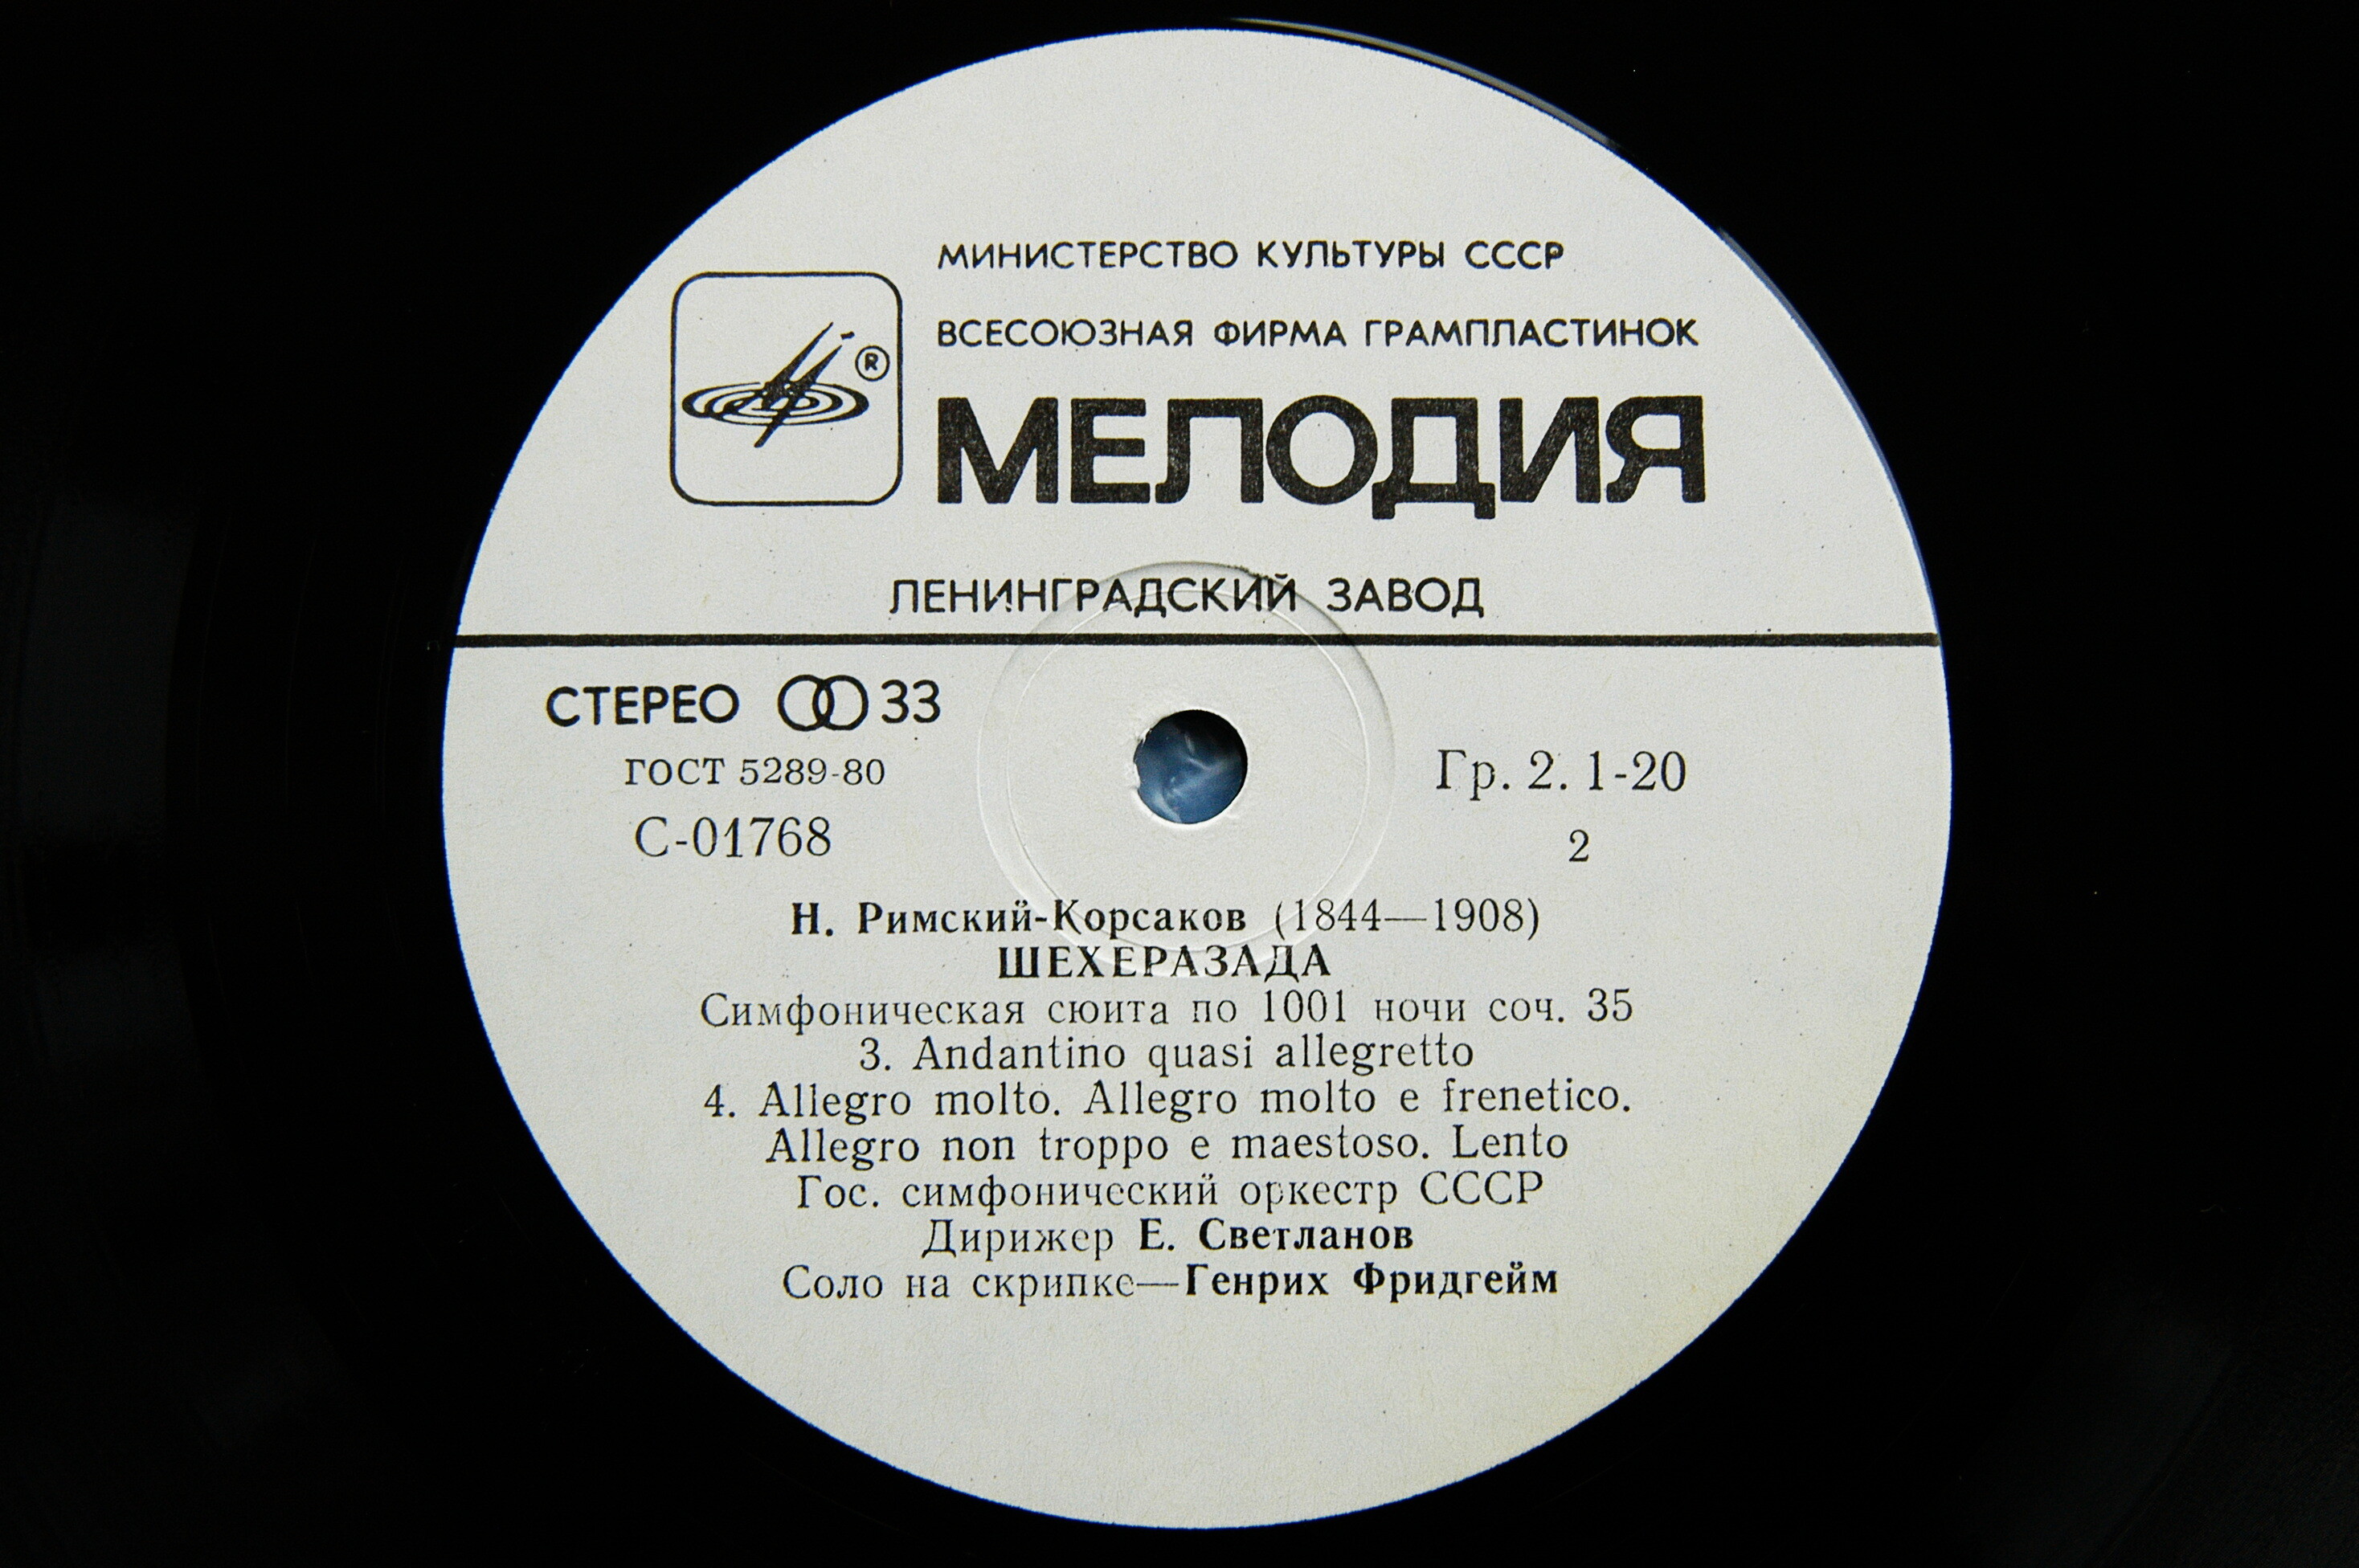 МИНИСТЕРСТВО КУЛЬТУРЫ СССР
ВСЕСОЮЗНАЯ ФИРМА ГРАМПЛАСТИНОК
®
МЕЛОДИЯ
ЛЕНИНГРАДСКИЙ ЗАВОД
СТЕРЕО 33
ГОСТ 5289-80
Гр. 2. 1-20
С-01768
2
Н. Римский-Корсаков (1844—1908)
ШЕХЕРАЗАДА
Симфоническая сюита по 1001 ночи соч. 35
3. Andantino quasi allegretto
4. Allegro molto. Allegro molto e frenetico.
Allegro non troppo e maestoso. Lento
Гос. симфонический оркестр СССР
Дирижер Е. Светланов
Соло на скрипке—Генрих Фридгейм